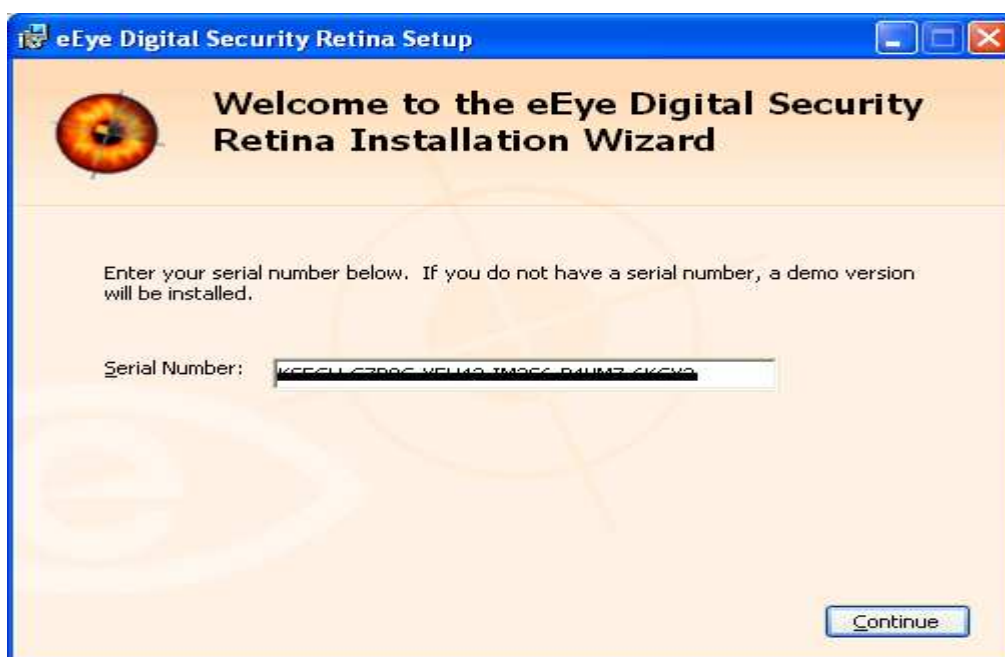 eEye Digital Security Retina Setup
Welcome to the eEye Digital Security
Retina Installation Wizard
Enter your serial number below. If you do not have a serial number, a demo version
will be installed.
Serial Number:
Continue